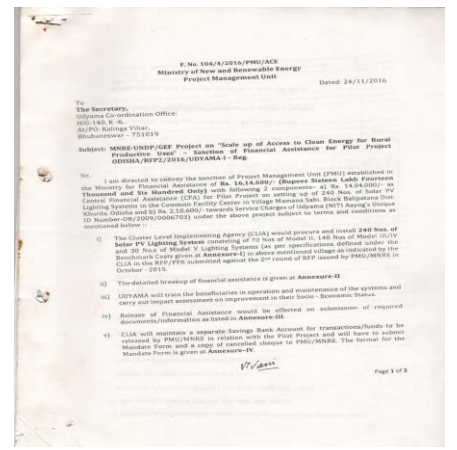 F. No. 104/4/2016/PMU/ACE
Ministry of New and Renewable Energy
Project Management Unit
Dated: 24/11/2016
To
The Secretary,
Udyama Co-ordination Office:
HIG-140, K -6,
At/PO: Kalinga Vihar,
Bhubaneswar – 751019
Subject: MNRE-UNDP/GEF Project on "Scale up of Access to Clean Energy for Rural
Productive Uses" – Sanction of Financial Assistance for Pilot Project
ODISHA/RFP2/2016/UDYAMA-I - Reg.
Sir,
I am directed to convey the sanction of Project Management Unit (PMU) established in
the Ministry for Financial Assistance of Rs. 16,14,600/- (Rupees Sixteen Lakh Fourteen
Thousand and Six Hundred Only) with following 2 components- a) Rs. 14,04,000/- as
Central Financial Assistance (CFA) for Pilot Project on setting up of 240 Nos. of Solar PV
Lighting Systems in the Common Facility Center in Village Mamana Sahi, Block Balipatana Dist.
Khurda, Odisha and b) Rs. 2,10,600/- towards Service Charges of Udyama (NITI Aayog's Unique
ID Number-OR/2009/0006703) under the above project subject to terms and conditions as
mentioned below :-
i) The Cluster Level Implementing Agency (CLIA) would procure and install 240 Nos. of
Solar PV Lighting System consisting of 70 Nos of Model II, 140 Nos of Model III/IV
and 30 No.s of Model V Lighting Systems (as per specifications defined under the
Benchmark Costs given at Annexure-I) in above mentioned village as indicated by the
CLIA in the RFP/PPR submitted against the 2nd round of RFP issued by PMU/MNRE in
October - 2015.
ii) The detailed breakup of financial assistance is given at Annexure-II
iii) UDYAMA will train the beneficiaries in operation and maintenance of the systems and
carry out impact assessment on improvement in their Socio - Economic Status.
iv) Release of Financial Assistance would be effected on submission of required
documents/information as listed in Annexure-III.
v) CLIA will maintain a separate Savings Bank Account for transactions/funds to be
released by PMU/MNRE in relation with the Pilot Project and will have to submit
Mandate Form and a copy of cancelled cheque to PMU/MNRE. The format for the
Mandate Form is given at Annexure–IV.
Page 1 of 3